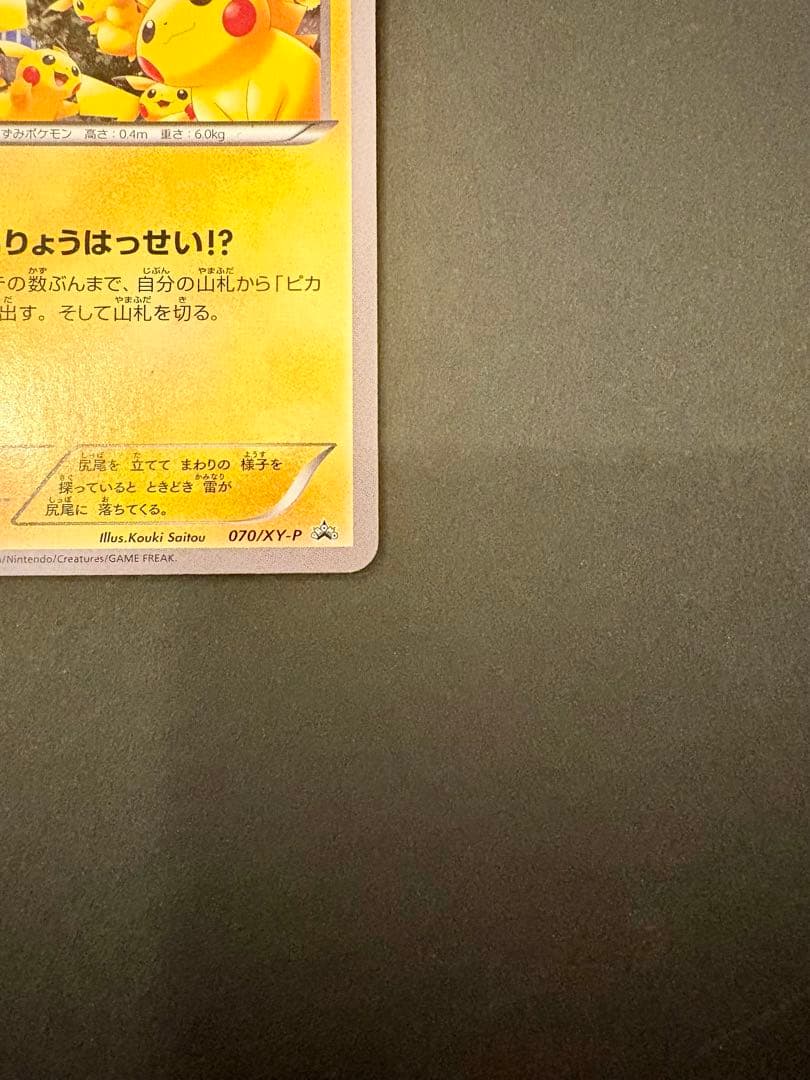 ずみポケモン 高さ：0.4m 重さ：6.0kg
りょうはっせい!?
の数ぶんまで、自分の山札から「ピカ
出す。そして山札を切る。
尻尾を 立てて まわりの 様子を
探っていると ときどき 雷が
尻尾に 落ちてくる。
Illus.Kouki Saitou 070/XY-P
/Nintendo/Creatures/GAME FREAK.